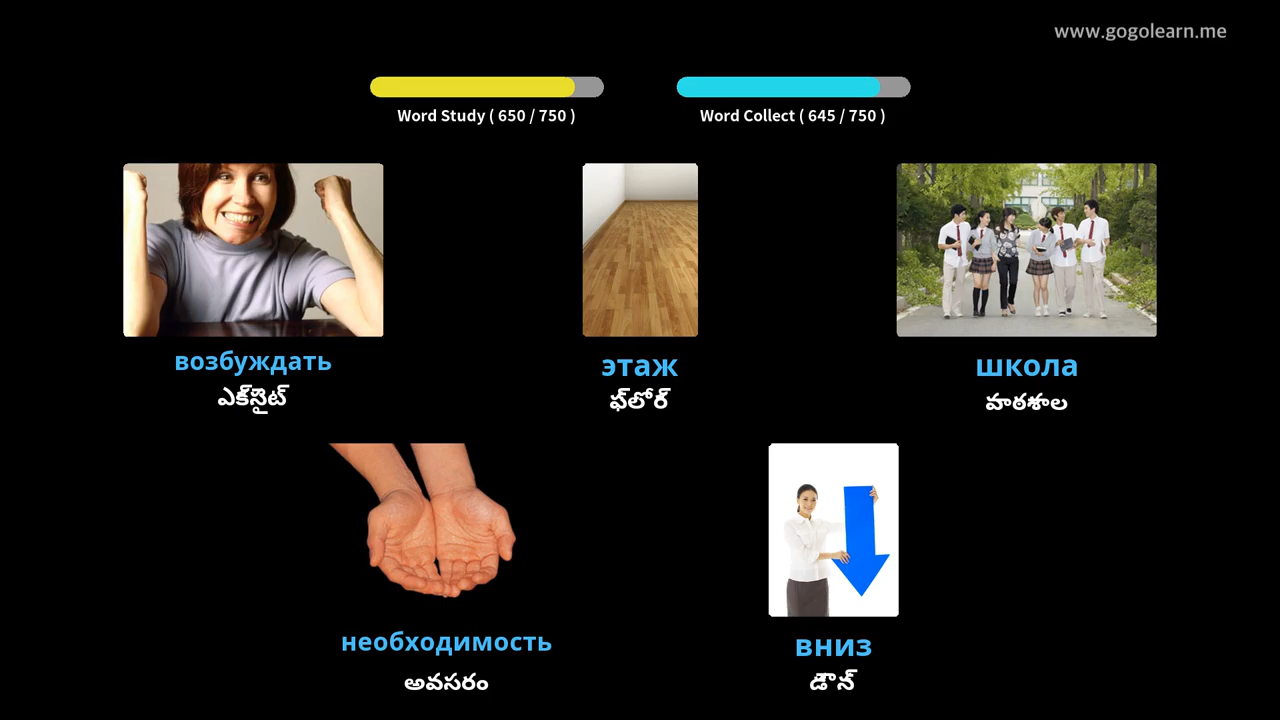 www.gogolearn.me
Word Study ( 650 / 750 )
Word Collect ( 645 / 750 )
возбуждать
ఎక్‌సైట్
этаж
ఫ్‌లోర్
школа
పాఠశాల
необходимость
అవసరం
вниз
డౌన్